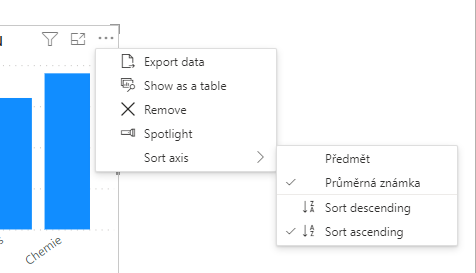 Export data
Show as a table
Remove
Spotlight
Sort axis
Předmět
Průměrná známka
Sort descending
Sort ascending
Chemie